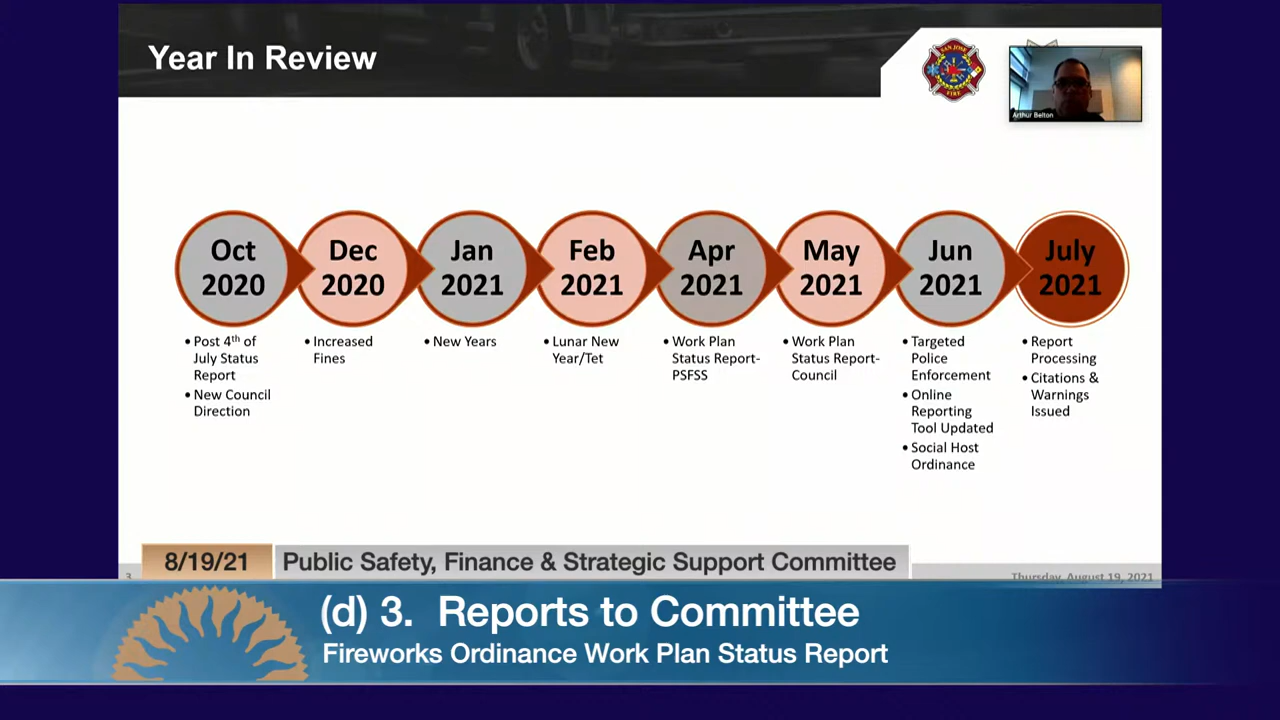 Year In Review
SAN JOSE
FIRE
Arthur Belton
Oct
2020
Dec
2020
Jan
2021
Feb
2021
Apr
2021
May
2021
Jun
2021
July
2021
• Post 4th of
July Status
Report
• New Council
Direction
• Increased
Fines
• New Years
• Lunar New
Year/Tet
• Work Plan
Status Report-
PSFSS
• Work Plan
Status Report-
Council
• Targeted
Police
Enforcement
• Online
Reporting
Tool Updated
• Social Host
Ordinance
• Report
Processing
• Citations &
Warnings
Issued
8/19/21
Public Safety, Finance & Strategic Support Committee
3
Thursday, August 19, 2021
(d) 3. Reports to Committee
Fireworks Ordinance Work Plan Status Report